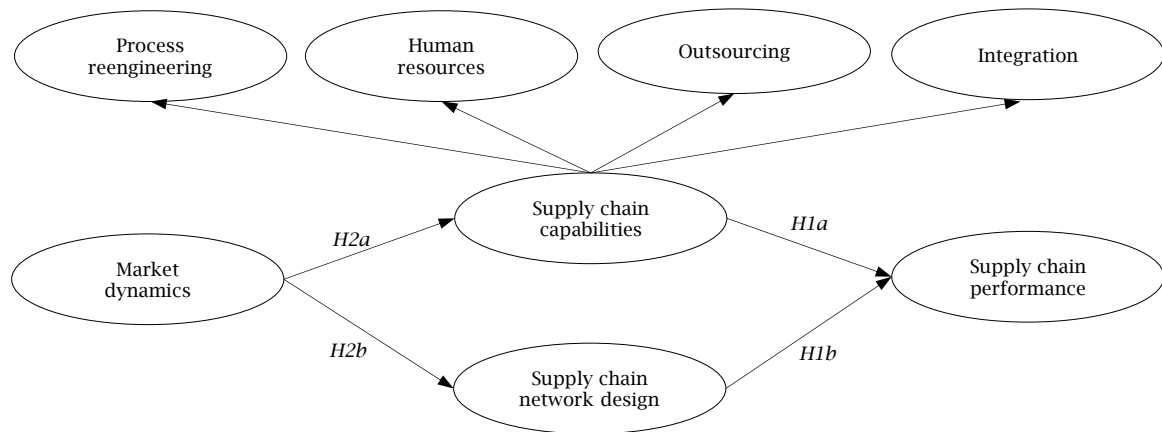 Process
reengineering
Human
resources
Outsourcing
Integration
Supply chain
capabilities
H2a
H1a
Market
dynamics
Supply chain
performance
H2b
H1b
Supply chain
network design